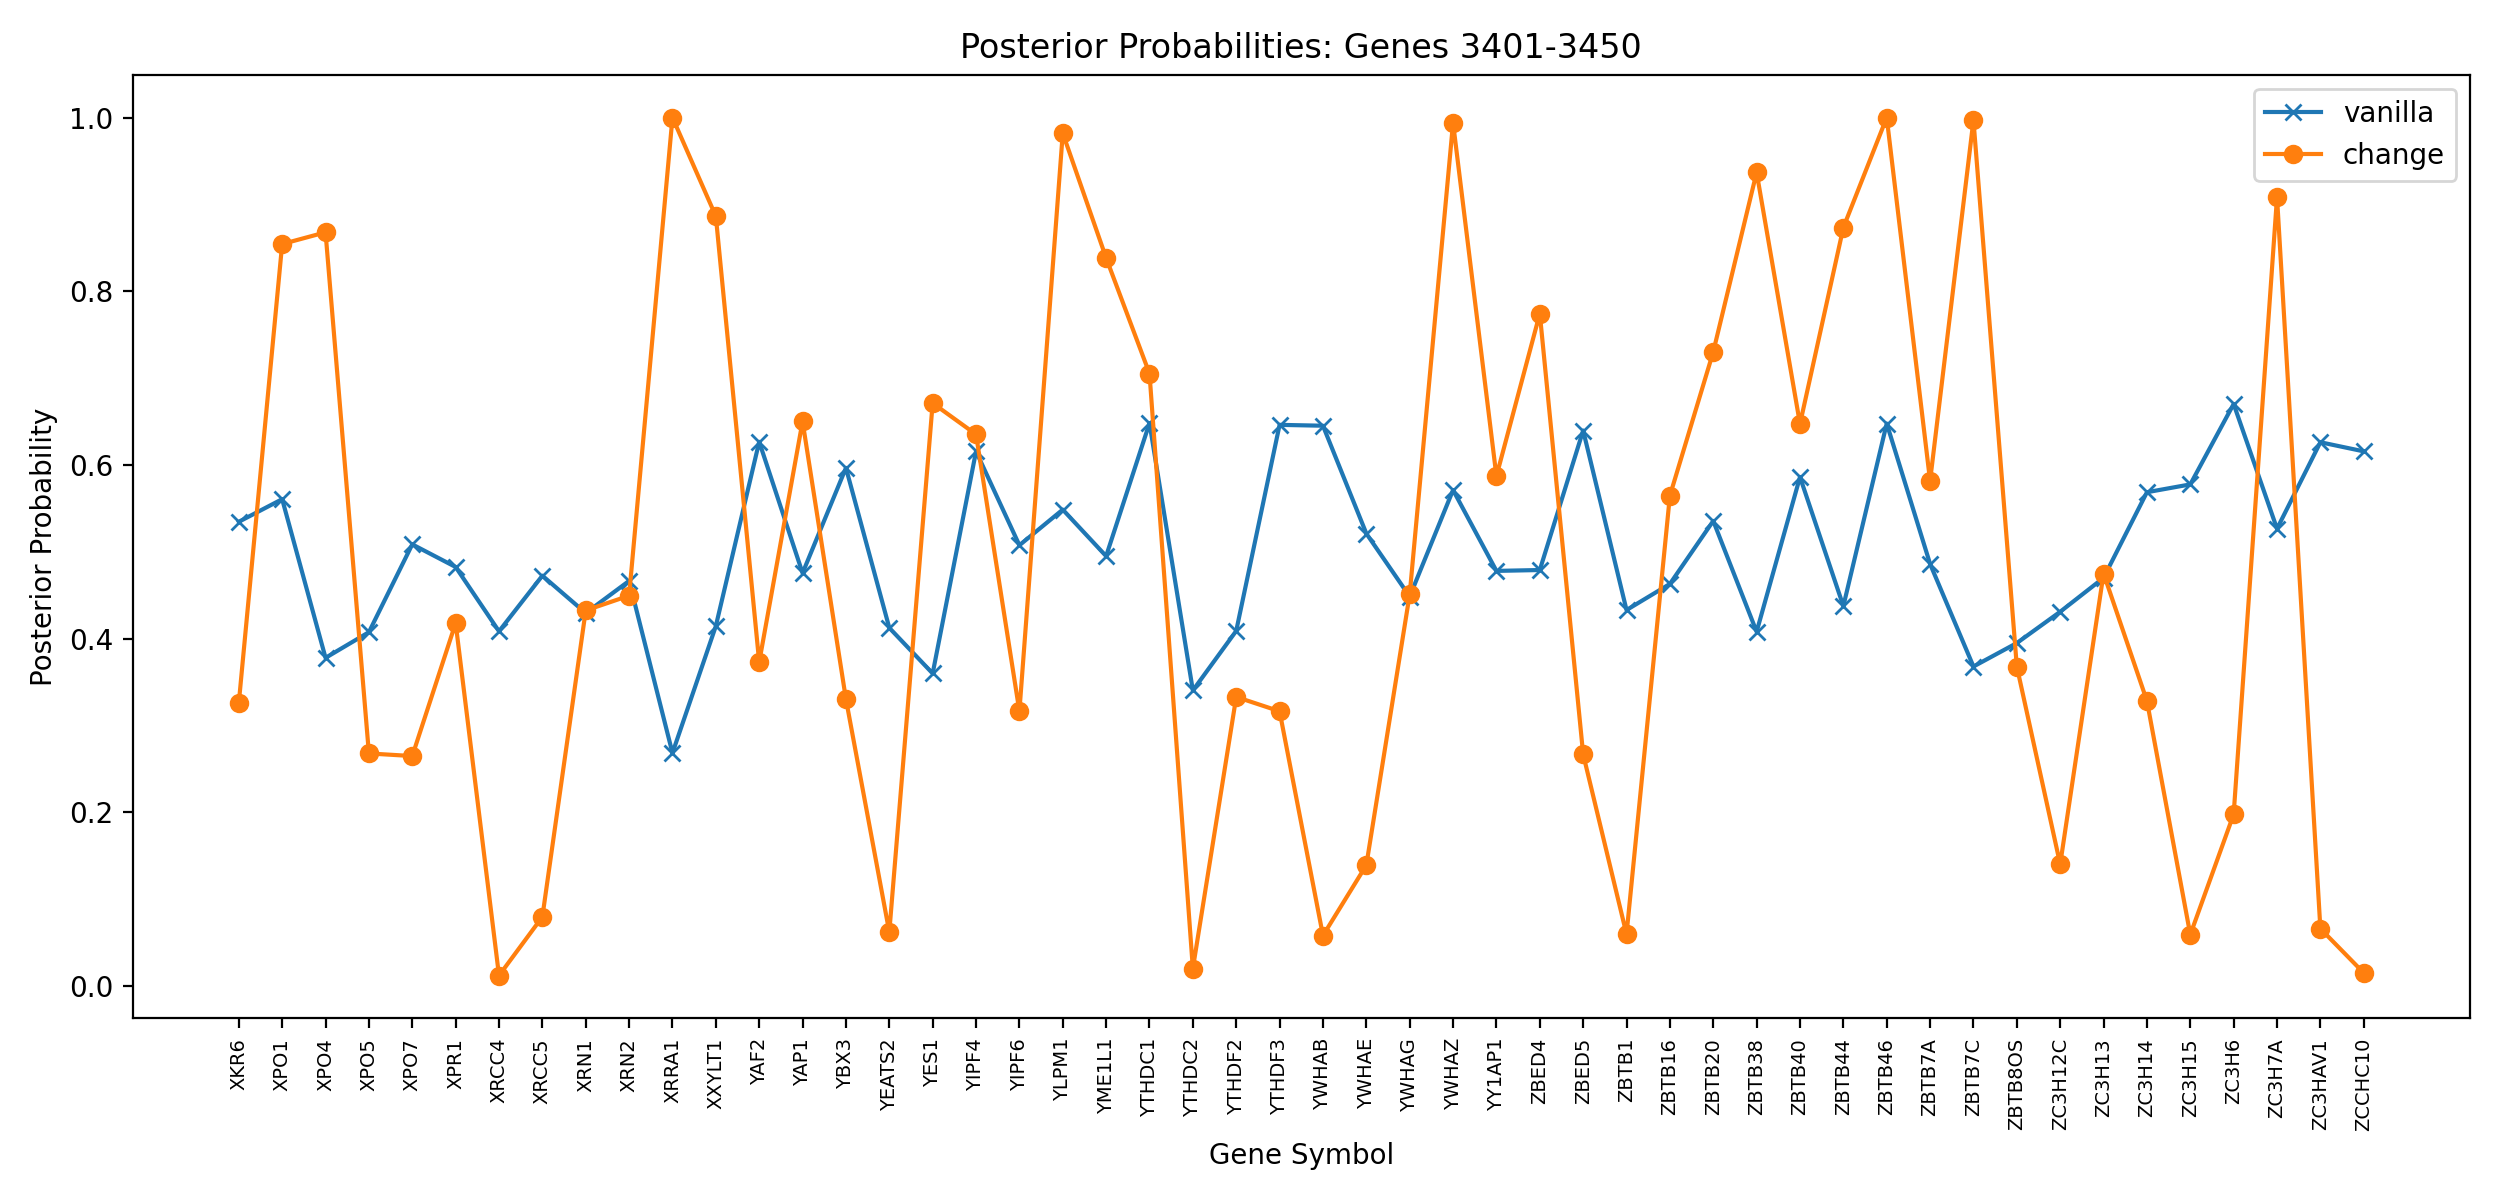 Posterior Probabilities: Genes 3401-3450
vanilla
change
Posterior Probability
1.0
0.8
0.6
0.4
0.2
0.0
XKR6
XPO1
XPO4
XPO5
XPO7
XPR1
XRCC4
XRCC5
XRN1
XRN2
XRRA1
XXYLT1
YAF2
YAP1
YBX3
YEATS2
YES1
YIPF4
YIPF6
YLPM1
YME1L1
YTHDC1
YTHDC2
YTHDF2
YTHDF3
YWHAB
YWHAE
YWHAG
YWHAZ
YY1AP1
ZBED4
ZBED5
ZBTB1
ZBTB16
ZBTB20
ZBTB38
ZBTB40
ZBTB44
ZBTB46
ZBTB7A
ZBTB7C
ZBTB8OS
ZC3H12C
ZC3H13
ZC3H14
ZC3H15
ZC3H6
ZC3H7A
ZC3HAV1
ZCCHC10
Gene Symbol